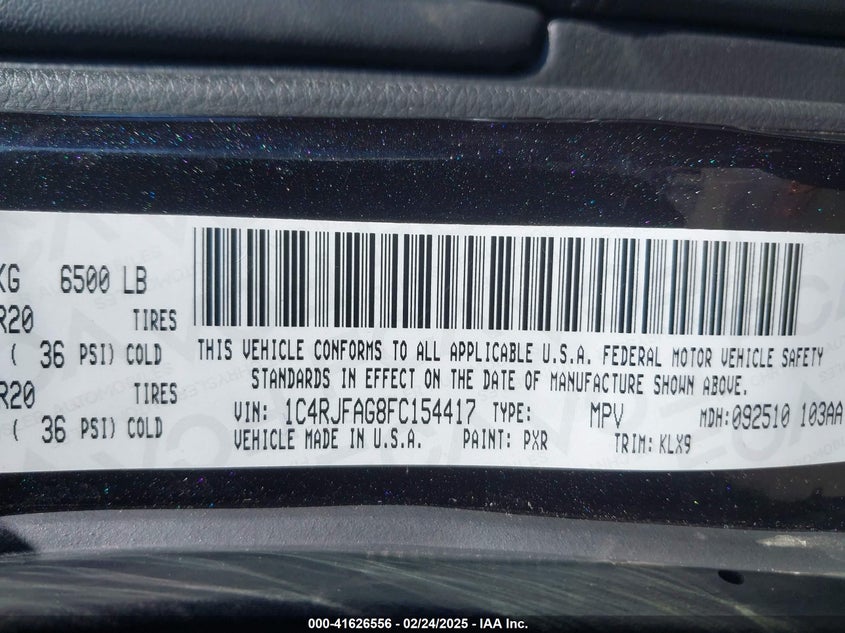 KG 6500 LB
R20 TIRES
( 36 PSI) COLD
R20 TIRES
( 36 PSI) COLD
THIS VEHICLE CONFORMS TO ALL APPLICABLE U.S.A. FEDERAL MOTOR VEHICLE SAFETY
STANDARDS IN EFFECT ON THE DATE OF MANUFACTURE SHOWN ABOVE.
VIN: 1C4RJFAG8FC154417 TYPE: MPV MDH:092510 103AA
VEHICLE MADE IN U.S.A. PAINT: PXR TRIM: KLX9
000-41626556 - 02/24/2025 - IAA Inc.